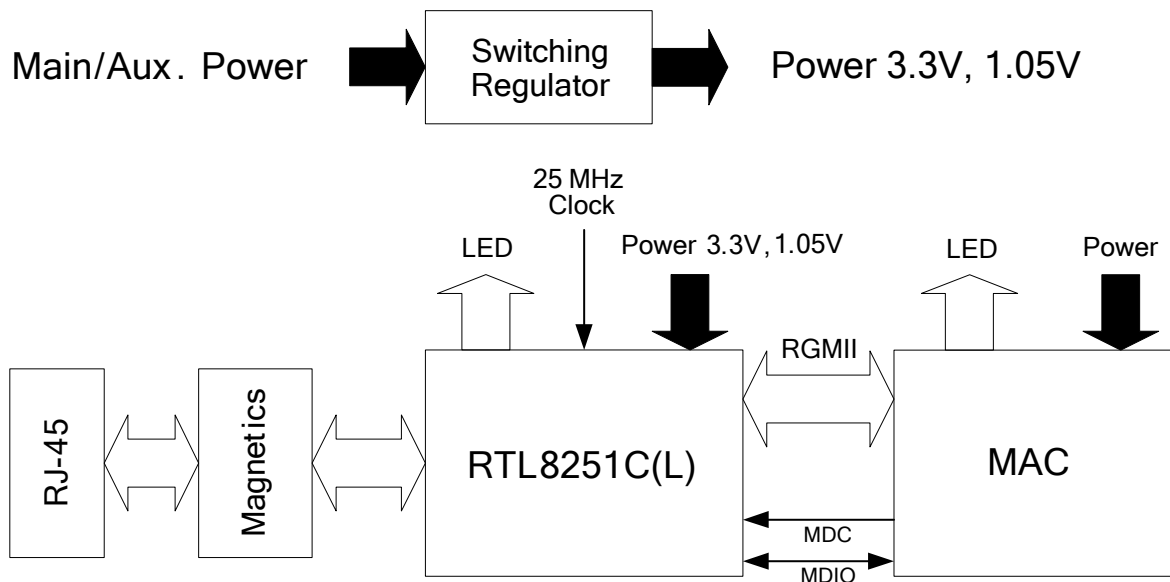 Main/Aux. Power
Switching
Regulator
Power 3.3V, 1.05V
25 MHz
Clock
LED
Power 3.3V, 1.05V
LED
Power
RGMII
RJ-45
Magnetics
RTL8251C(L)
MAC
MDC
MDIO